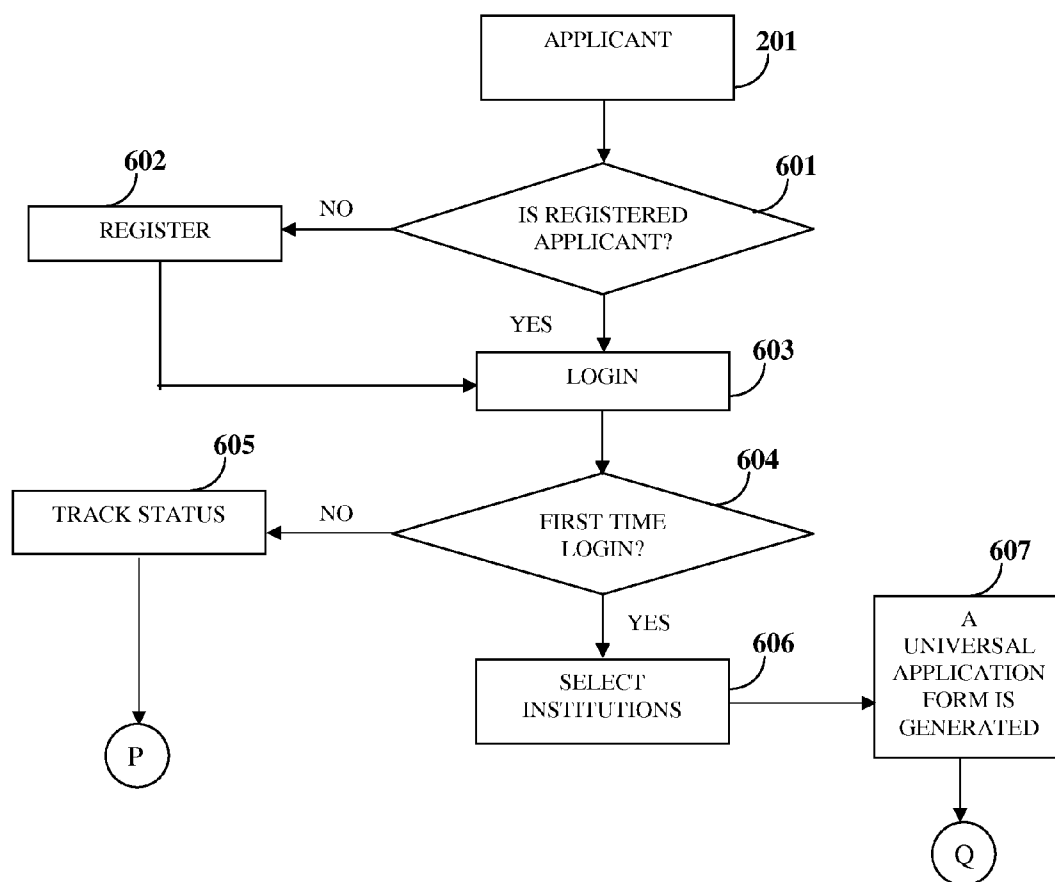 APPLICANT
201
602
601
REGISTER
NO
IS REGISTERED
APPLICANT?
YES
603
LOGIN
605
604
TRACK STATUS
NO
FIRST TIME
LOGIN?
607
YES
606
SELECT
INSTITUTIONS
A
UNIVERSAL
APPLICATION
FORM IS
GENERATED
P
Q